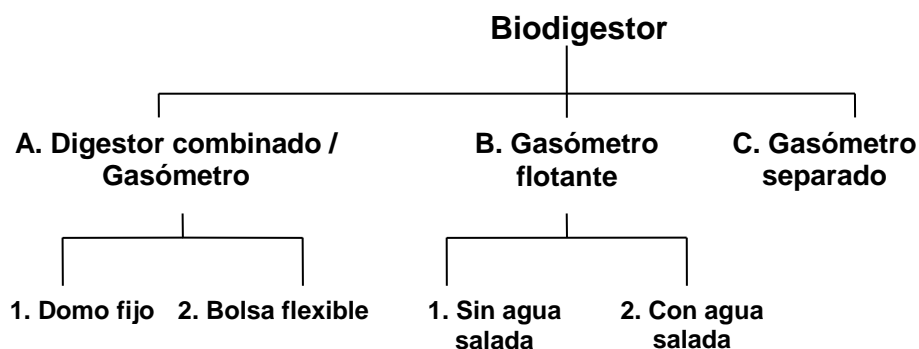 Biodigestor
A. Digestor combinado /
Gasómetro
B. Gasómetro
flotante
C. Gasómetro
separado
1. Domo fijo
2. Bolsa flexible
1. Sin agua
salada
2. Con agua
salada